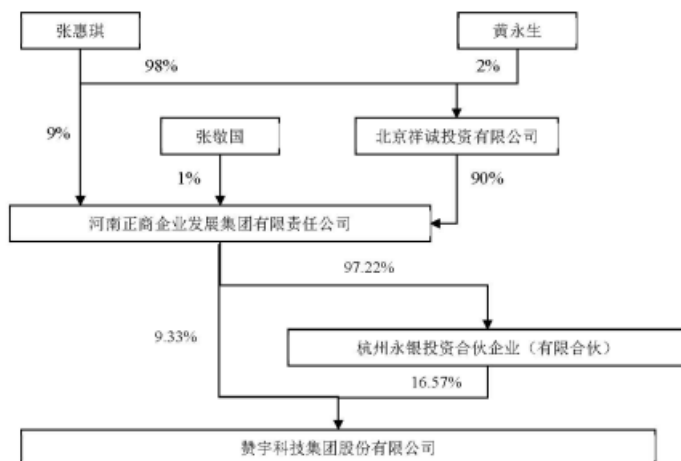 张惠琪
黄永生
98%
2%
9%
张敬国
北京祥诚投资有限公司
1%
90%
河南正商企业发展集团有限责任公司
97.22%
9.33%
杭州永银投资合伙企业（有限合伙）
16.57%
赞宇科技集团股份有限公司